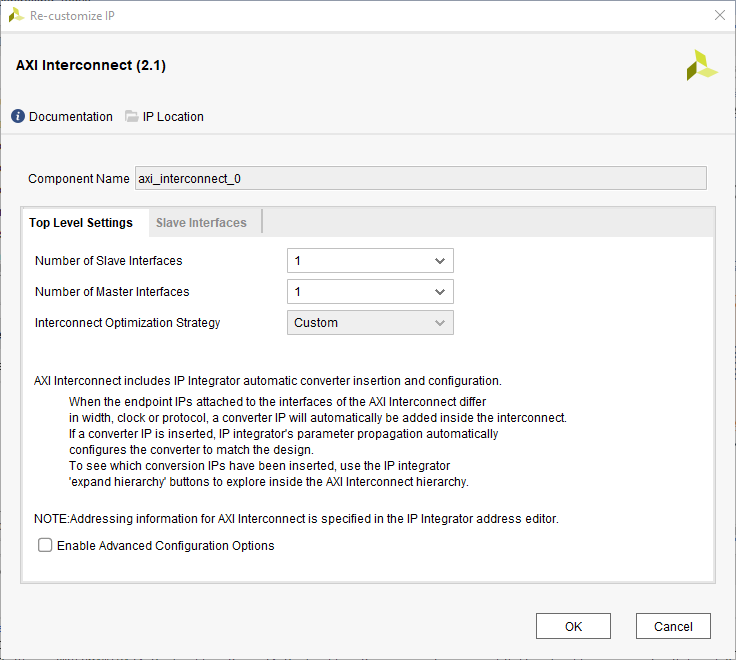 Re-customize IP
AXI Interconnect (2.1)
Documentation
IP Location
Component Name axi_interconnect_0
Top Level Settings
Slave Interfaces
Number of Slave Interfaces 1
Number of Master Interfaces 1
Interconnect Optimization Strategy Custom
AXI Interconnect includes IP Integrator automatic converter insertion and configuration.
When the endpoint IPs attached to the interfaces of the AXI Interconnect differ
in width, clock or protocol, a converter IP will automatically be added inside the interconnect.
If a converter IP is inserted, IP integrator's parameter propagation automatically
configures the converter to match the design.
To see which conversion IPs have been inserted, use the IP integrator
'expand hierarchy' buttons to explore inside the AXI Interconnect hierarchy.
NOTE:Addressing information for AXI Interconnect is specified in the IP Integrator address editor.
Enable Advanced Configuration Options
OK
Cancel